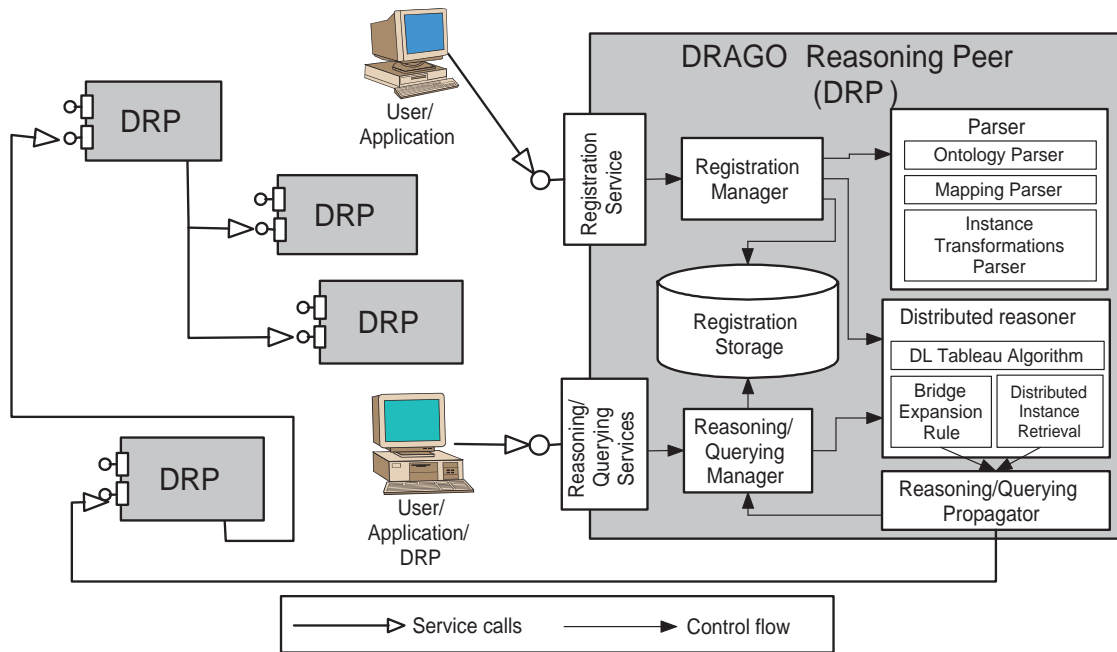 DRP
DRP
DRP
DRP
User/
Application
User/
Application/
DRP
DRAGO Reasoning Peer
(DRP)
Registration
Service
Registration
Manager
Parser
Ontology Parser
Mapping Parser
Instance
Transformations
Parser
Registration
Storage
Distributed reasoner
DL Tableau Algorithm
Bridge
Expansion
Rule
Distributed
Instance
Retrieval
Reasoning/
Querying
Services
Reasoning/
Querying
Manager
Reasoning/Querying
Propagator
Service calls
Control flow